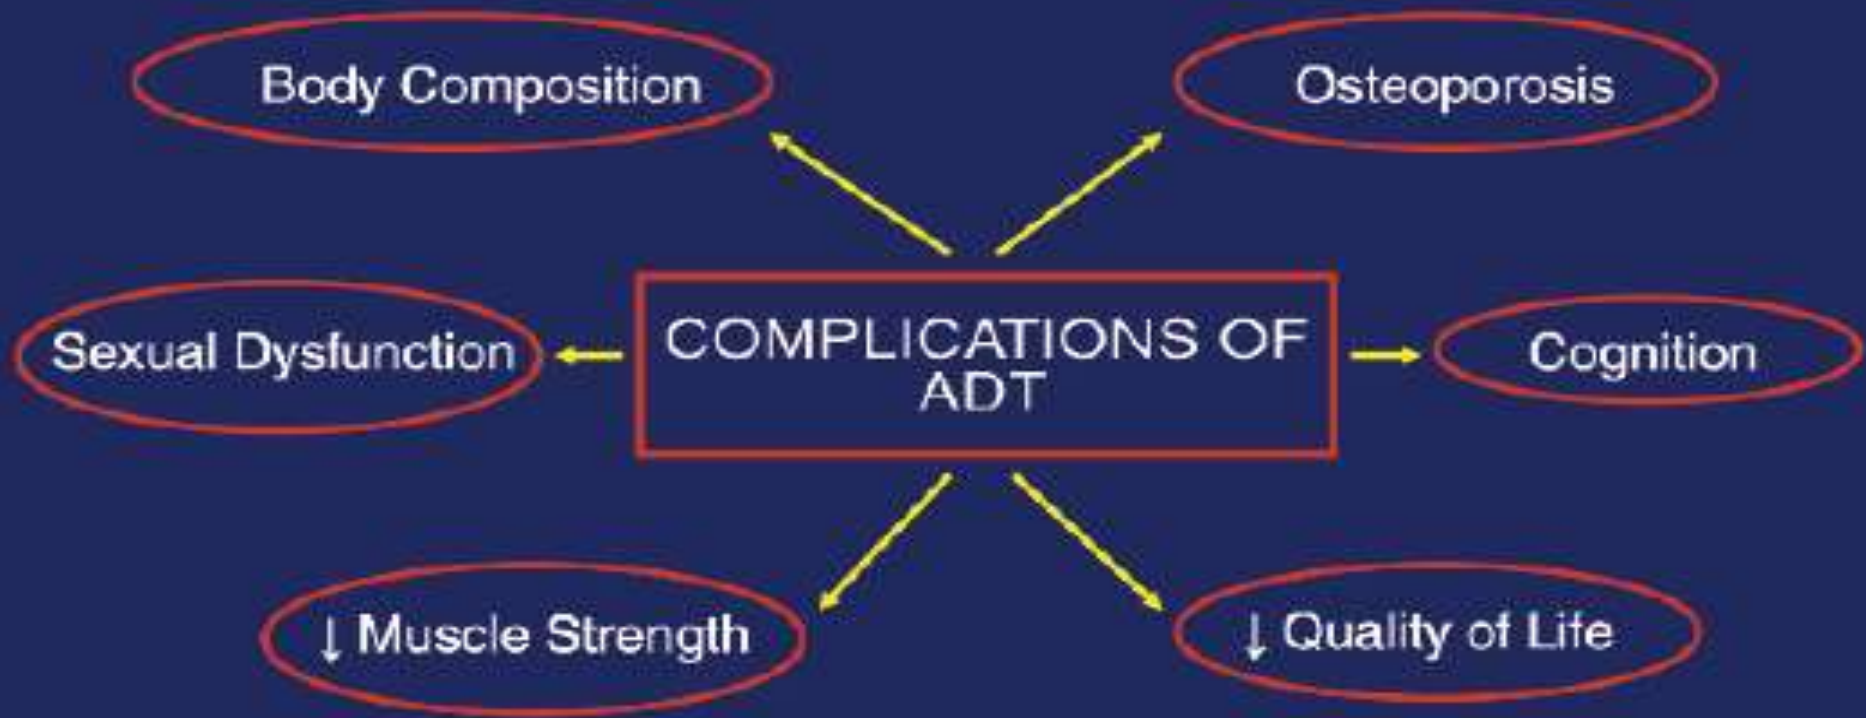 Body Composition
Osteoporosis
Sexual Dysfunction
COMPLICATIONS OF
ADT
Cognition
↓ Muscle Strength
↓ Quality of Life